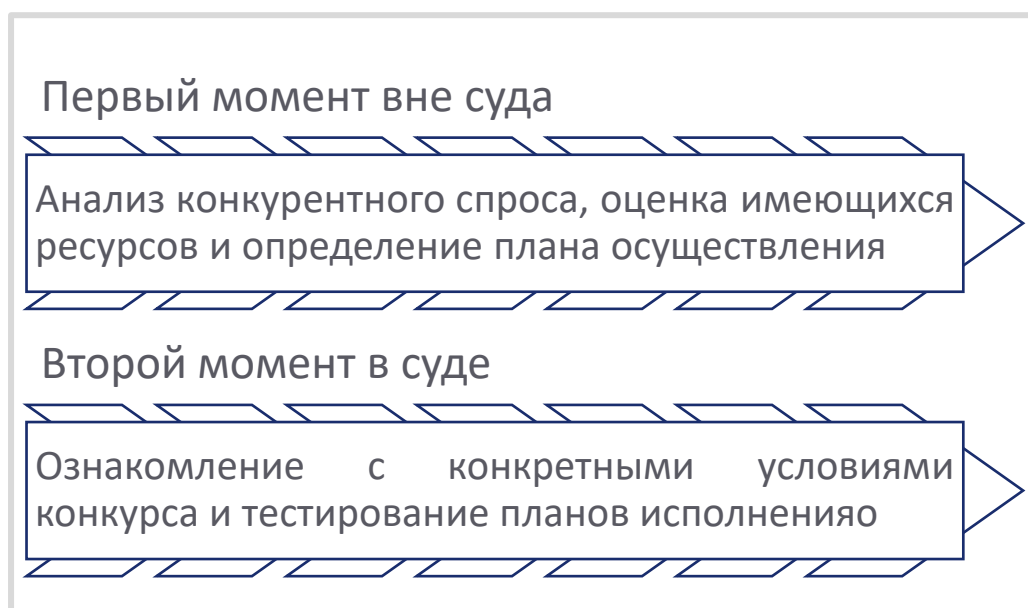 Первый момент вне суда
Анализ конкурентного спроса, оценка имеющихся
ресурсов и определение плана осуществления
Второй момент в суде
Ознакомление с конкретными условиями
конкурса и тестирование планов исполненияо